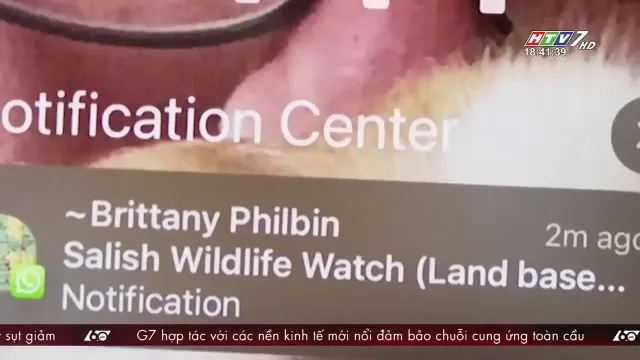 HTV7 HD
18:41:39
otification Center
~Brittany Philbin
2m ago
Salish Wildlife Watch (Land base...
Notification
sụt giảm
G7 hợp tác với các nền kinh tế mới nổi đảm bảo chuỗi cung ứng toàn cầu